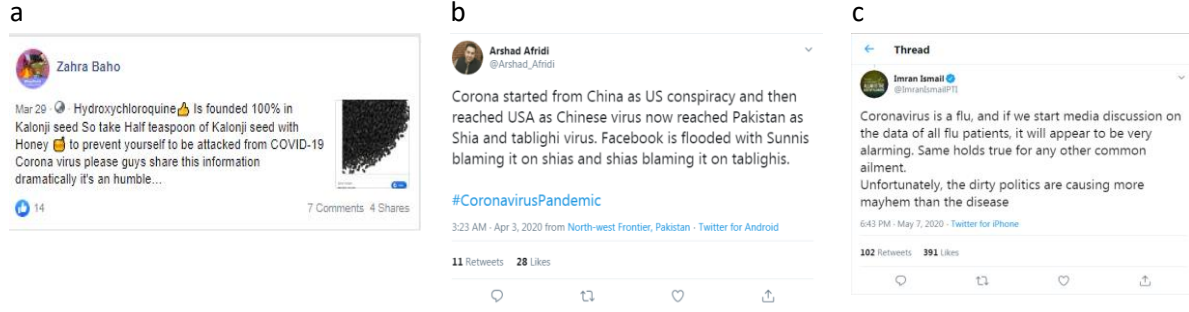 a
Zahra Baho
Mar 29 · Hydroxychloroquine👍 Is founded 100% in
Kalonji seed So take Half teaspoon of Kalonji seed with
Honey 🍯 to prevent yourself to be attacked from COVID-19
Corona virus please guys share this information
dramatically it's an humble...
14
7 Comments 4 Shares
b
Arshad Afridi
@Arshad_Afridi
Corona started from China as US conspiracy and then
reached USA as Chinese virus now reached Pakistan as
Shia and tablighi virus. Facebook is flooded with Sunnis
blaming it on shias and shias blaming it on tablighis.
#CoronavirusPandemic
3:23 AM · Apr 3, 2020 from North-west Frontier, Pakistan · Twitter for Android
11 Retweets 28 Likes
c
Thread
Imran Ismail
@ImranIsmailPTI
Coronavirus is a flu, and if we start media discussion on
the data of all flu patients, it will appear to be very
alarming. Same holds true for any other common
ailment.
Unfortunately, the dirty politics are causing more
mayhem than the disease
6:43 PM · May 7, 2020 · Twitter for iPhone
102 Retweets 391 Likes